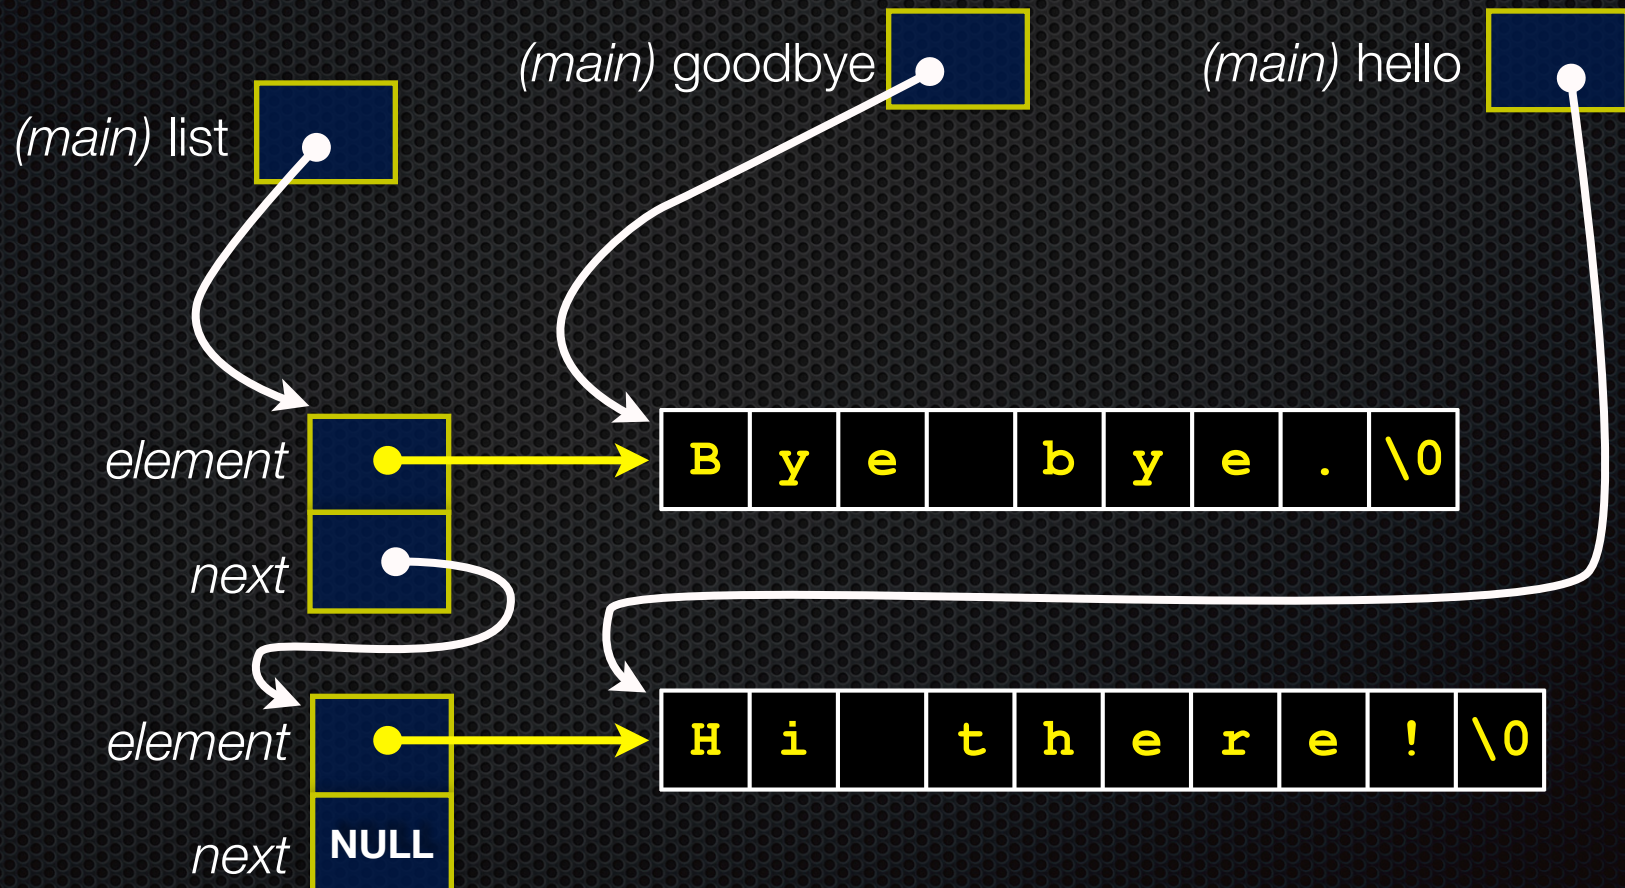 (main) goodbye
(main) hello
(main) list
element
B y e   b y e . \0
next
element
H i   t h e r e ! \0
next
NULL